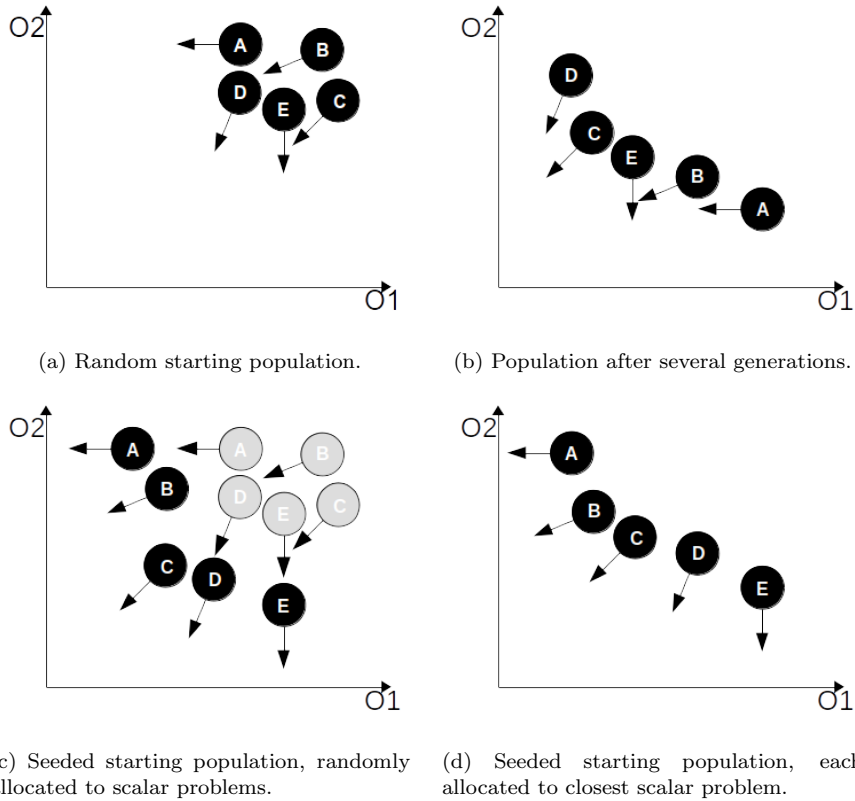 O2
A
B
D
E
C
O1
(a) Random starting population.
O2
D
C
E
B
A
O1
(b) Population after several generations.
O2
A
A
B
B
D
E
C
C
D
E
O1
c) Seeded starting population, randomly
llocated to scalar problems.
O2
A
B
C
D
E
O1
(d) Seeded starting population, each
allocated to closest scalar problem.